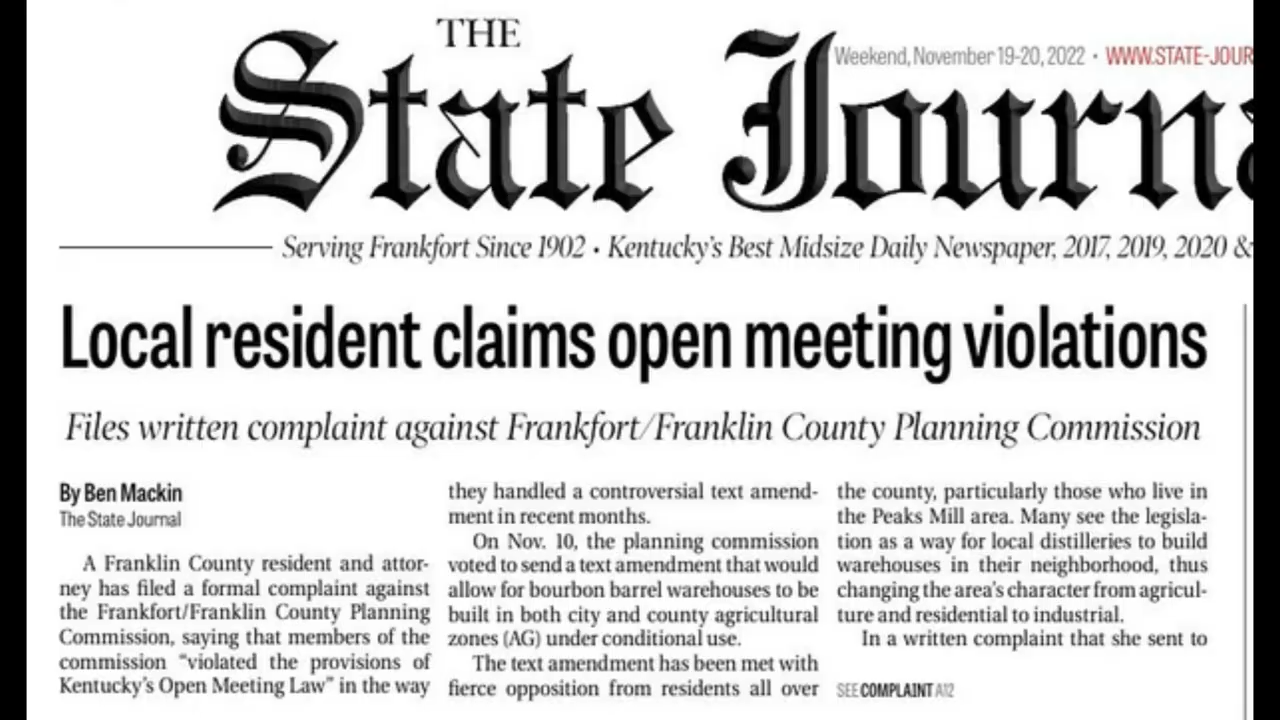 THE
State Journa
Weekend, November 19-20, 2022 • WWW.STATE-JOUR
Serving Frankfort Since 1902 • Kentucky's Best Midsize Daily Newspaper, 2017, 2019, 2020 &
Local resident claims open meeting violations
Files written complaint against Frankfort/Franklin County Planning Commission
By Ben Mackin
The State Journal
A Franklin County resident and attor-
ney has filed a formal complaint against
the Frankfort/Franklin County Planning
Commission, saying that members of the
commission "violated the provisions of
Kentucky's Open Meeting Law" in the way
they handled a controversial text amend-
ment in recent months.
On Nov. 10, the planning commission
voted to send a text amendment that would
allow for bourbon barrel warehouses to be
built in both city and county agricultural
zones (AG) under conditional use.
The text amendment has been met with
fierce opposition from residents all over
the county, particularly those who live in
the Peaks Mill area. Many see the legisla-
tion as a way for local distilleries to build
warehouses in their neighborhood, thus
changing the area's character from agricul-
ture and residential to industrial.
In a written complaint that she sent to
SEE COMPLAINT A12